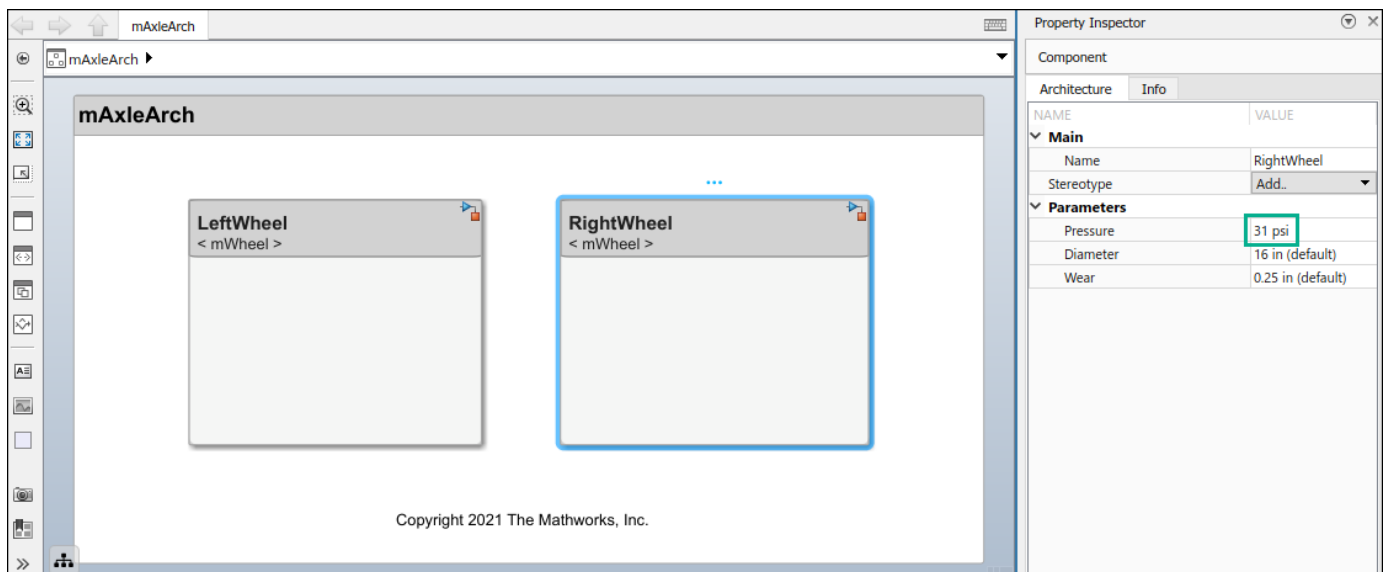 mAxleArch
Property Inspector
mAxleArch
Component
Architecture Info
NAME VALUE
Main
Name RightWheel
Stereotype Add..
Parameters
Pressure 31 psi
Diameter 16 in (default)
Wear 0.25 in (default)
mAxleArch
LeftWheel
< mWheel >
RightWheel
< mWheel >
Copyright 2021 The Mathworks, Inc.